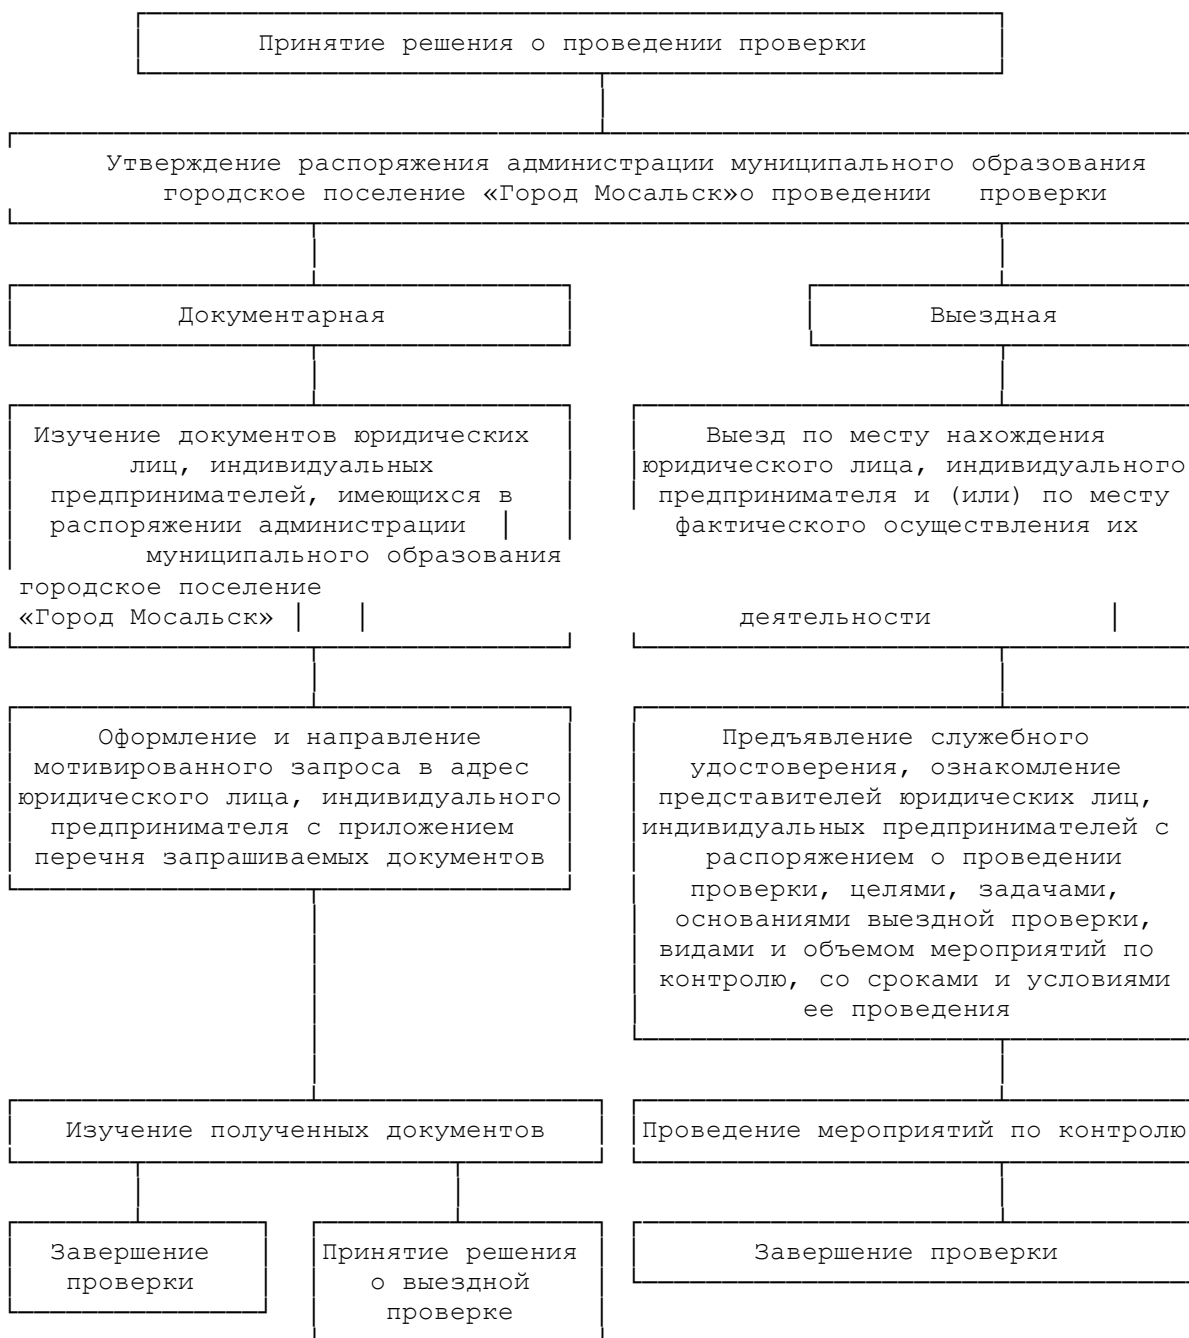 Принятие решения о проведении проверки
Утверждение распоряжения администрации муниципального образования
городское поселение «Город Мосальск»о проведении проверки
Документарная
Выездная
Изучение документов юридических
лиц, индивидуальных
предпринимателей, имеющихся в
распоряжении администрации
муниципального образования
городское поселение
«Город Мосальск»
Выезд по месту нахождения
юридического лица, индивидуального
предпринимателя и (или) по месту
фактического осуществления их
деятельности
Оформление и направление
мотивированного запроса в адрес
юридического лица, индивидуального
предпринимателя с приложением
перечня запрашиваемых документов
Предъявление служебного
удостоверения, ознакомление
представителей юридических лиц,
индивидуальных предпринимателей с
распоряжением о проведении
проверки, целями, задачами,
основаниями выездной проверки,
видами и объемом мероприятий по
контролю, со сроками и условиями
ее проведения
Изучение полученных документов
Проведение мероприятий по контролю
Завершение
проверки
Принятие решения
о выездной
проверке
Завершение проверки